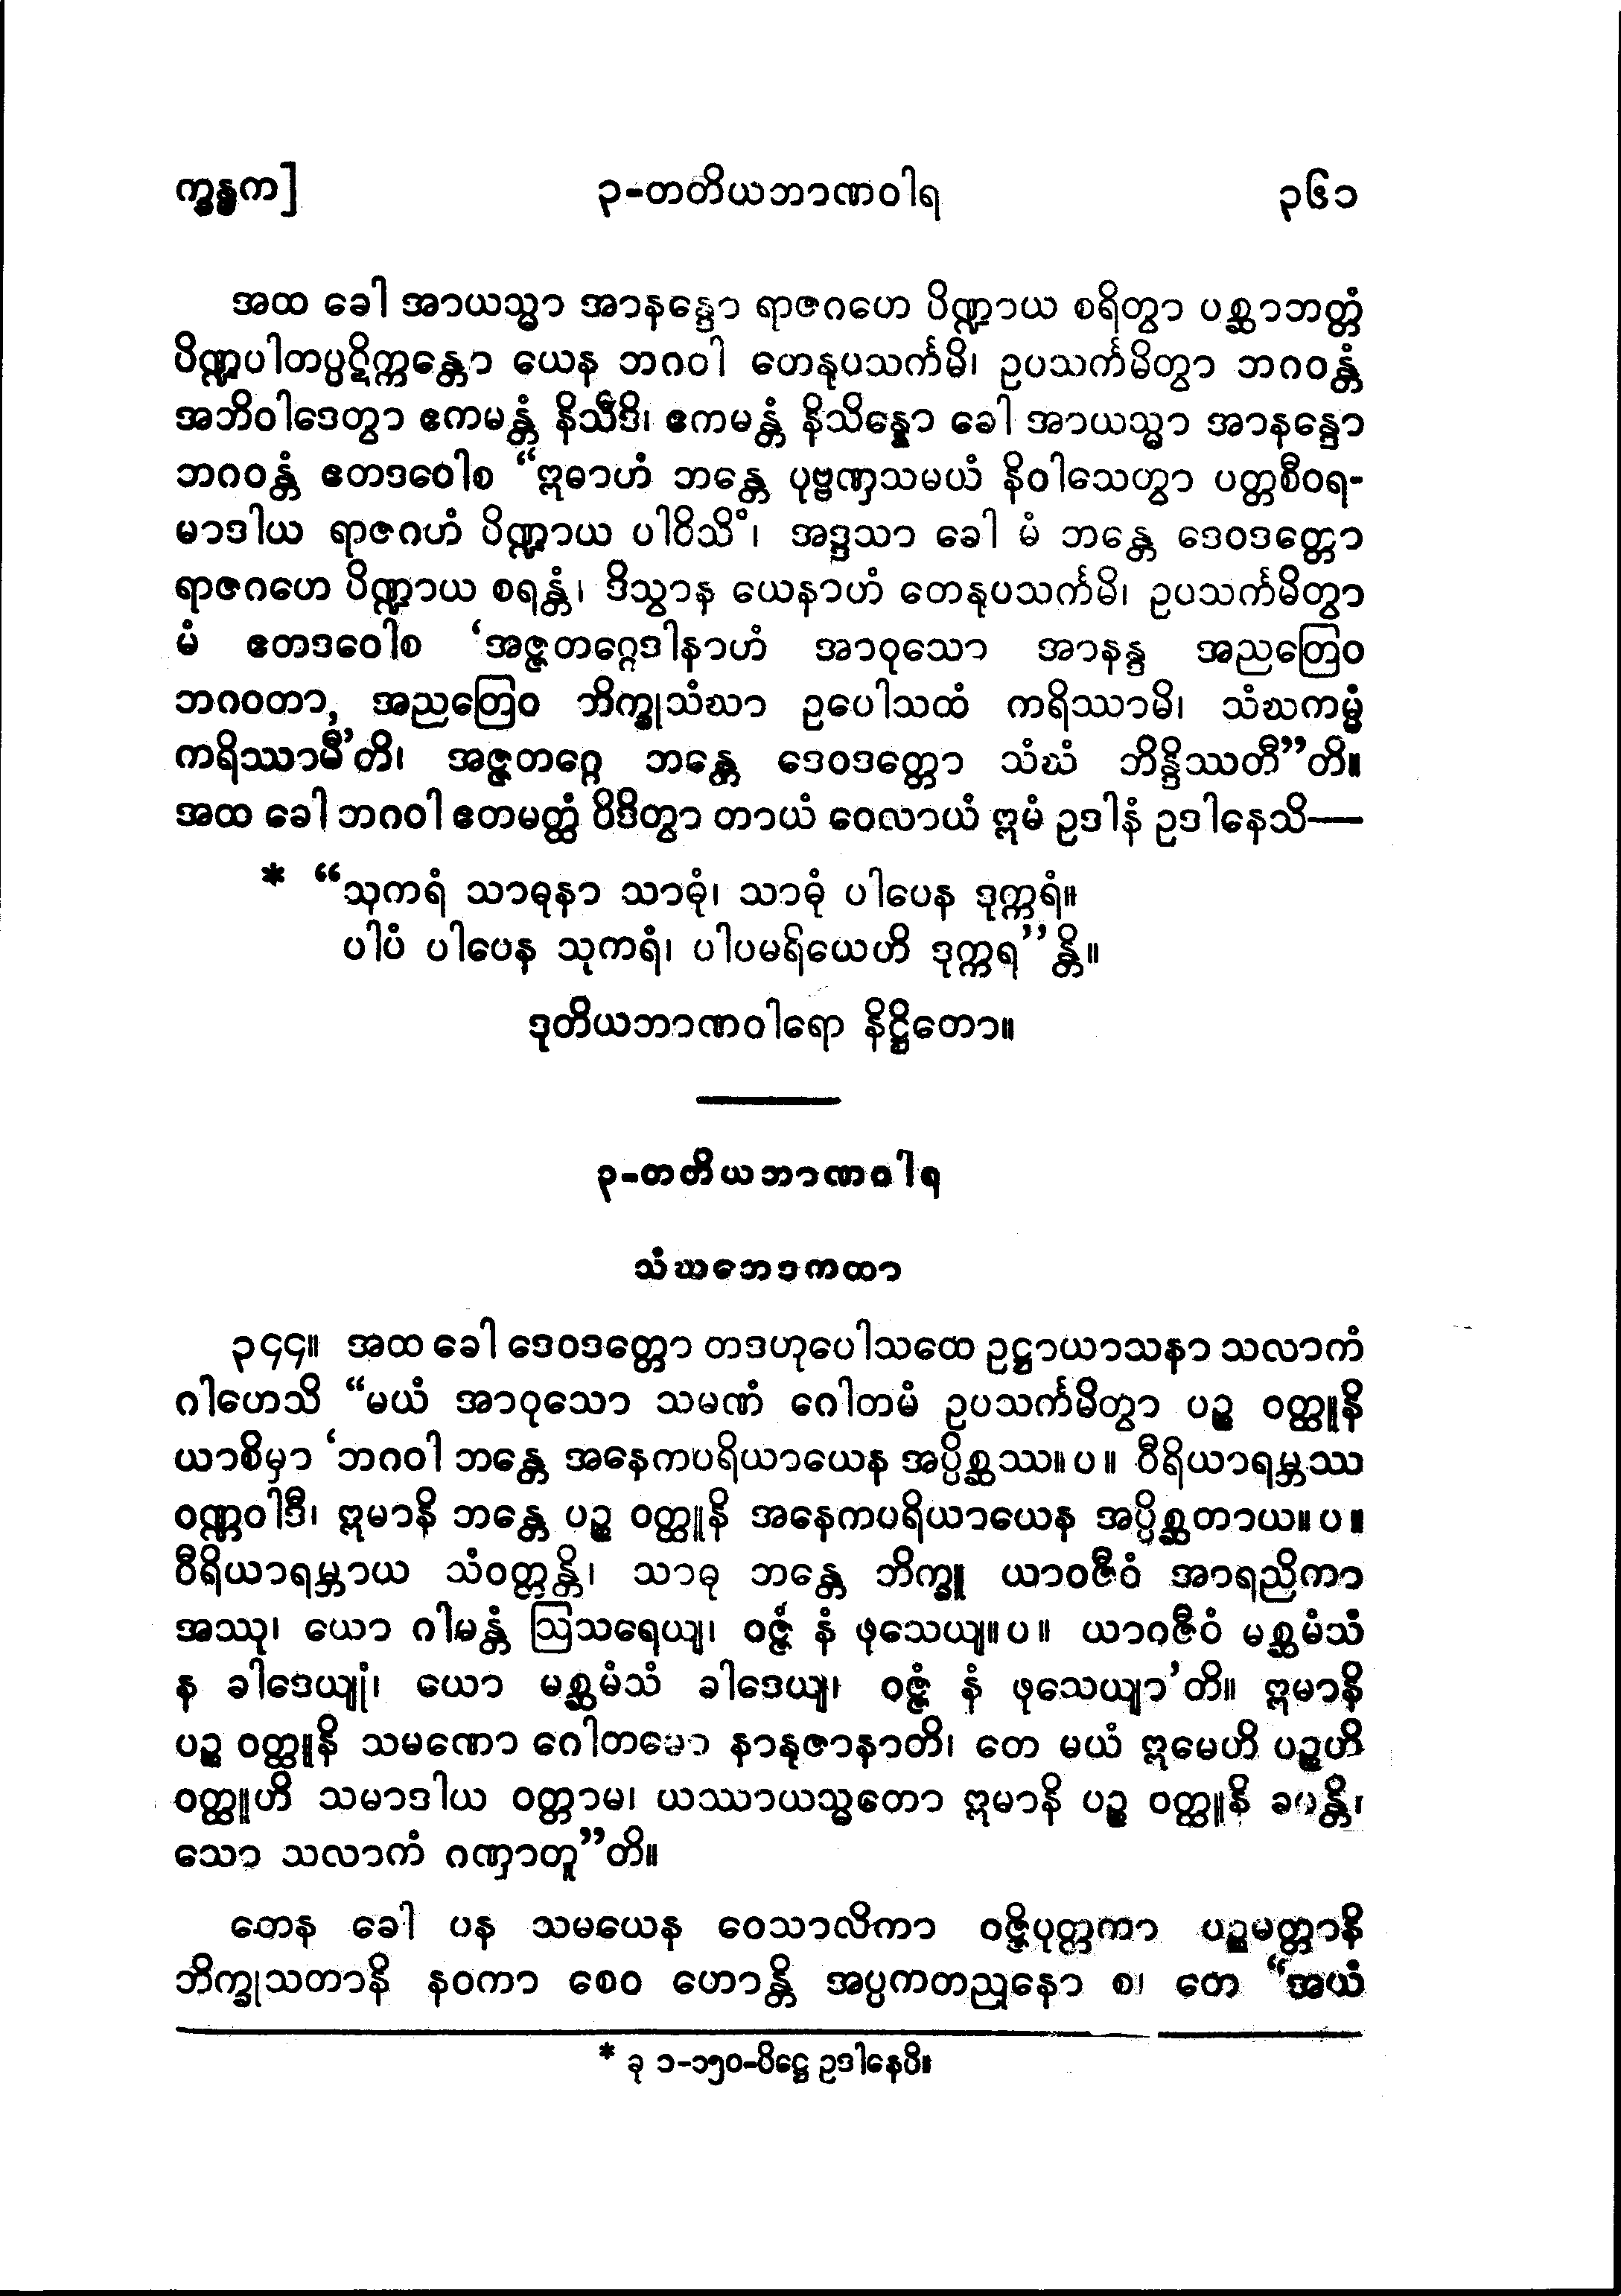 က္ခန္ဓက] ၃-တတိယဘာဏဝါရ ၃၆၁
အထ ခေါ အာယသ္မာ အာနန္ဒော ရာဇဂဟေ ပိဏ္ဍာယ စရိတွာ ပစ္ဆာဘတ္တံ
ပိဏ္ဍပါတပ္ပဋိက္ကန္တော ယေန ဘဂဝါ တေနုပသင်္ကမိ၊ ဥပသင်္ကမိတွာ ဘဂဝန္တံ
အဘိဝါဒေတွာ ဧကမန္တံ နိသီဒိ၊ ဧကမန္တံ နိသိန္နော ခေါ အာယသ္မာ အာနန္ဒော
ဘဂဝန္တံ ဧတဒဝေါစ “ဣဓာဟံ ဘန္တေ ပုဗ္ဗဏှသမယံ နိဝါသေတွာ ပတ္တစီဝရ-
မာဒါယ ရာဇဂဟံ ပိဏ္ဍာယ ပါဝိသိံ၊ အဒ္ဒသာ ခေါ မံ ဘန္တေ ဒေဝဒတ္တော
ရာဇဂဟေ ပိဏ္ဍာယ စရန္တံ၊ ဒိသွာန ယေနာဟံ တေနုပသင်္ကမိ၊ ဥပသင်္ကမိတွာ
မံ ဧတဒဝေါစ ‘အဇ္ဇတဂ္ဂေဒါနာဟံ အာဝုသော အာနန္ဒ အညတြေဝ
ဘဂဝတာ, အညတြေဝ ဘိက္ခုသံဃာ ဥပေါသထံ ကရိဿာမိ၊ သံဃကမ္မံ
ကရိဿာမီ’တိ၊ အဇ္ဇတဂ္ဂေ ဘန္တေ ဒေဝဒတ္တော သံဃံ ဘိန္ဒိဿတီ”တိ။
အထ ခေါ ဘဂဝါ ဧတမတ္ထံ ဝိဒိတွာ တာယံ ဝေလာယံ ဣမံ ဥဒါနံ ဥဒါနေသိ—
* “သုကရံ သာဓုနာ သာဓုံ၊ သာဓုံ ပါပေန ဒုက္ကရံ။
ပါပံ ပါပေန သုကရံ၊ ပါပမရိယေဟိ ဒုက္ကရ”န္တိ။
ဒုတိယဘာဏဝါရော နိဋ္ဌိတော။
၃-တတိယဘာဏဝါရ
သံဃဘေဒကထာ
၃၄၄။ အထ ခေါ ဒေဝဒတ္တော တဒဟုပေါသထေ ဥဋ္ဌာယာသနာ သလာကံ
ဂါဟေသိ “မယံ အာဝုသော သမဏံ ဂေါတမံ ဥပသင်္ကမိတွာ ပဉ္စ ဝတ္ထူနိ
ယာစိမှာ ‘ဘဂဝါ ဘန္တေ အနေကပရိယာယေန အပ္ပိစ္ဆဿ။ပ။ ဝီရိယာရမ္ဘဿ
ဝဏ္ဏဝါဒီ၊ ဣမာနိ ဘန္တေ ပဉ္စ ဝတ္ထူနိ အနေကပရိယာယေန အပ္ပိစ္ဆတာယ။ပ။
ဝီရိယာရမ္ဘာယ သံဝတ္တန္တိ၊ သာဓု ဘန္တေ ဘိက္ခူ ယာဝဇီဝံ အာရညိကာ
အဿု၊ ယော ဂါမန္တံ ဩသရေယျ၊ ဝဇ္ဇံ နံ ဖုသေယျ။ပ။ ယာဝဇီဝံ မစ္ဆမံသံ
န ခါဒေယျုံ၊ ယော မစ္ဆမံသံ ခါဒေယျ၊ ဝဇ္ဇံ နံ ဖုသေယျာ’တိ။ ဣမာနိ
ပဉ္စ ဝတ္ထူနိ သမဏော ဂေါတမော နာနုဇာနာတိ၊ တေ မယံ ဣမေဟိ ပဉ္စဟိ
ဝတ္ထူဟိ သမာဒါယ ဝတ္တာမ၊ ယဿာယသ္မတော ဣမာနိ ပဉ္စ ဝတ္ထူနိ ခမန္တိ၊
သော သလာကံ ဂဏှာတူ”တိ။
တေန ခေါ ပန သမယေန ဝေသာလိကာ ဝဇ္ဇိပုတ္တကာ ပဉ္စမတ္တာနိ
ဘိက္ခုသတာနိ နဝကာ စေဝ ဟောန္တိ အပ္ပကတညုနော စ၊ တေ “အယံ
* ခု ၁-၁၅၀-ပိဋ္ဌေ ဥဒါနေပိ။